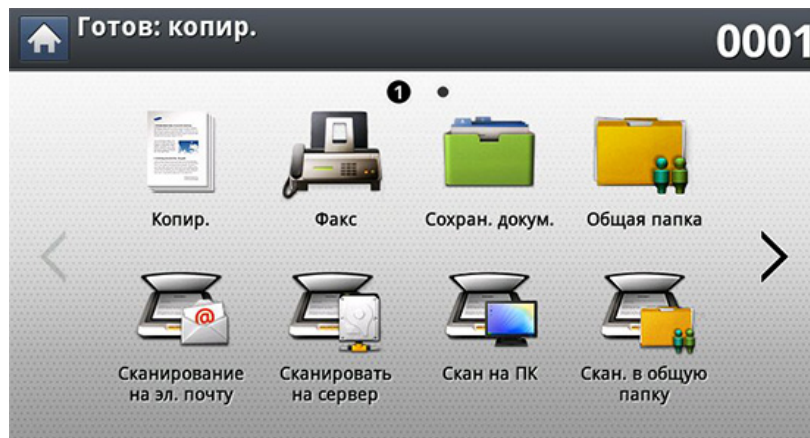 Готов: копир.
0001
1
Копир.
Факс
Сохран. докум.
Общая папка
Сканирование
на эл. почту
Сканировать
на сервер
Скан на ПК
Скан. в общую
папку
@